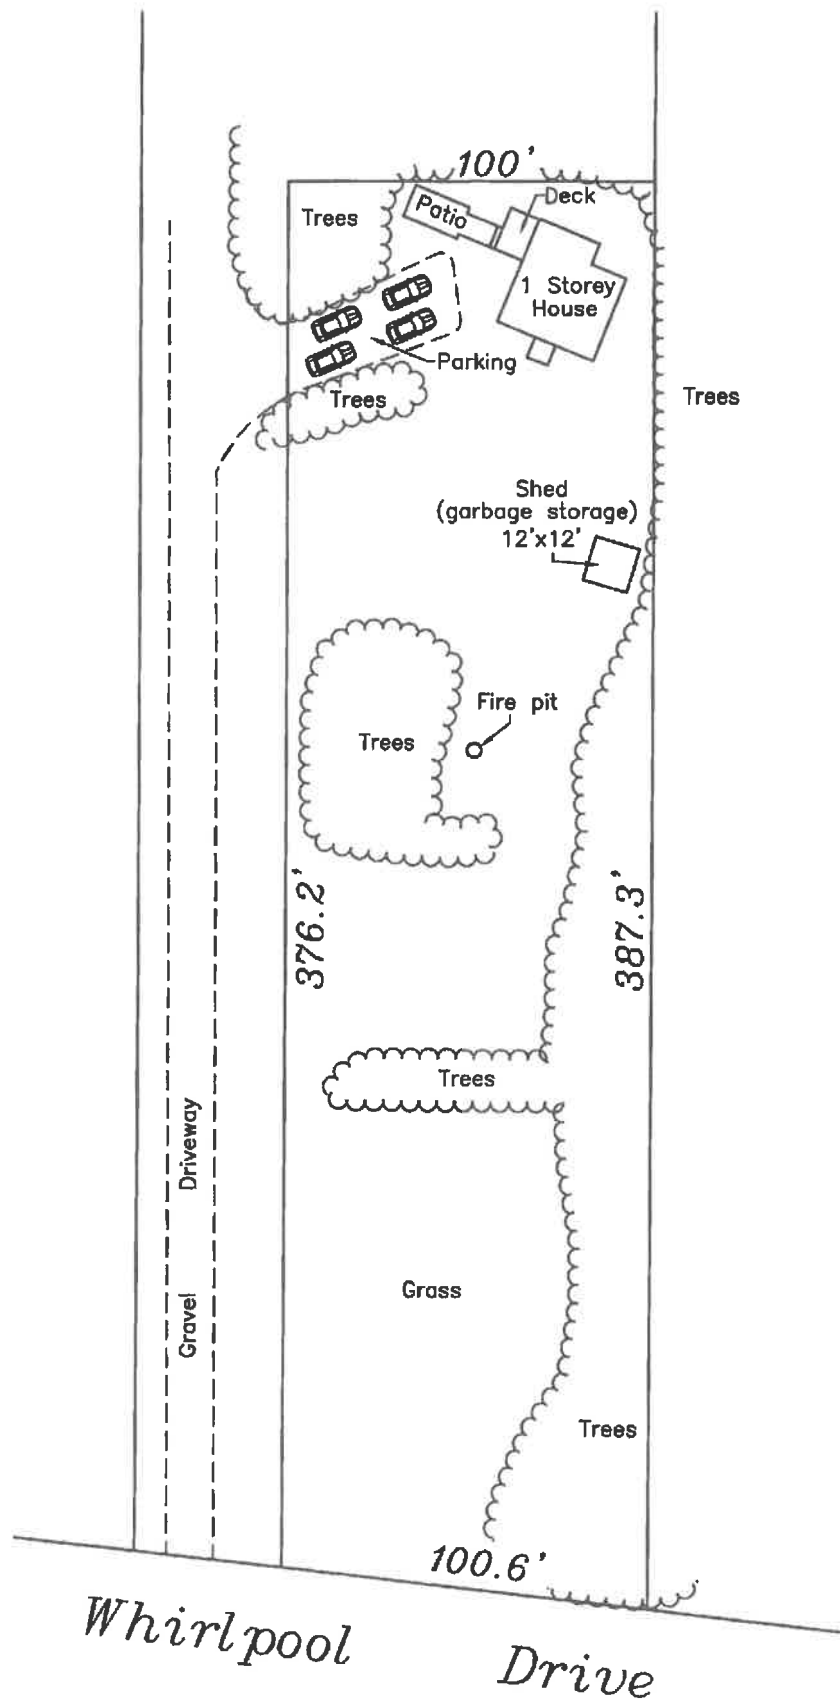 100'
Trees
Patio
Deck
1 Storey
House
Parking
Trees
Trees
Shed
(garbage storage)
12'x12'
Fire pit
Trees
376.2'
387.3'
Trees
Gravel Driveway
Grass
Trees
100.6'
Whirlpool Drive